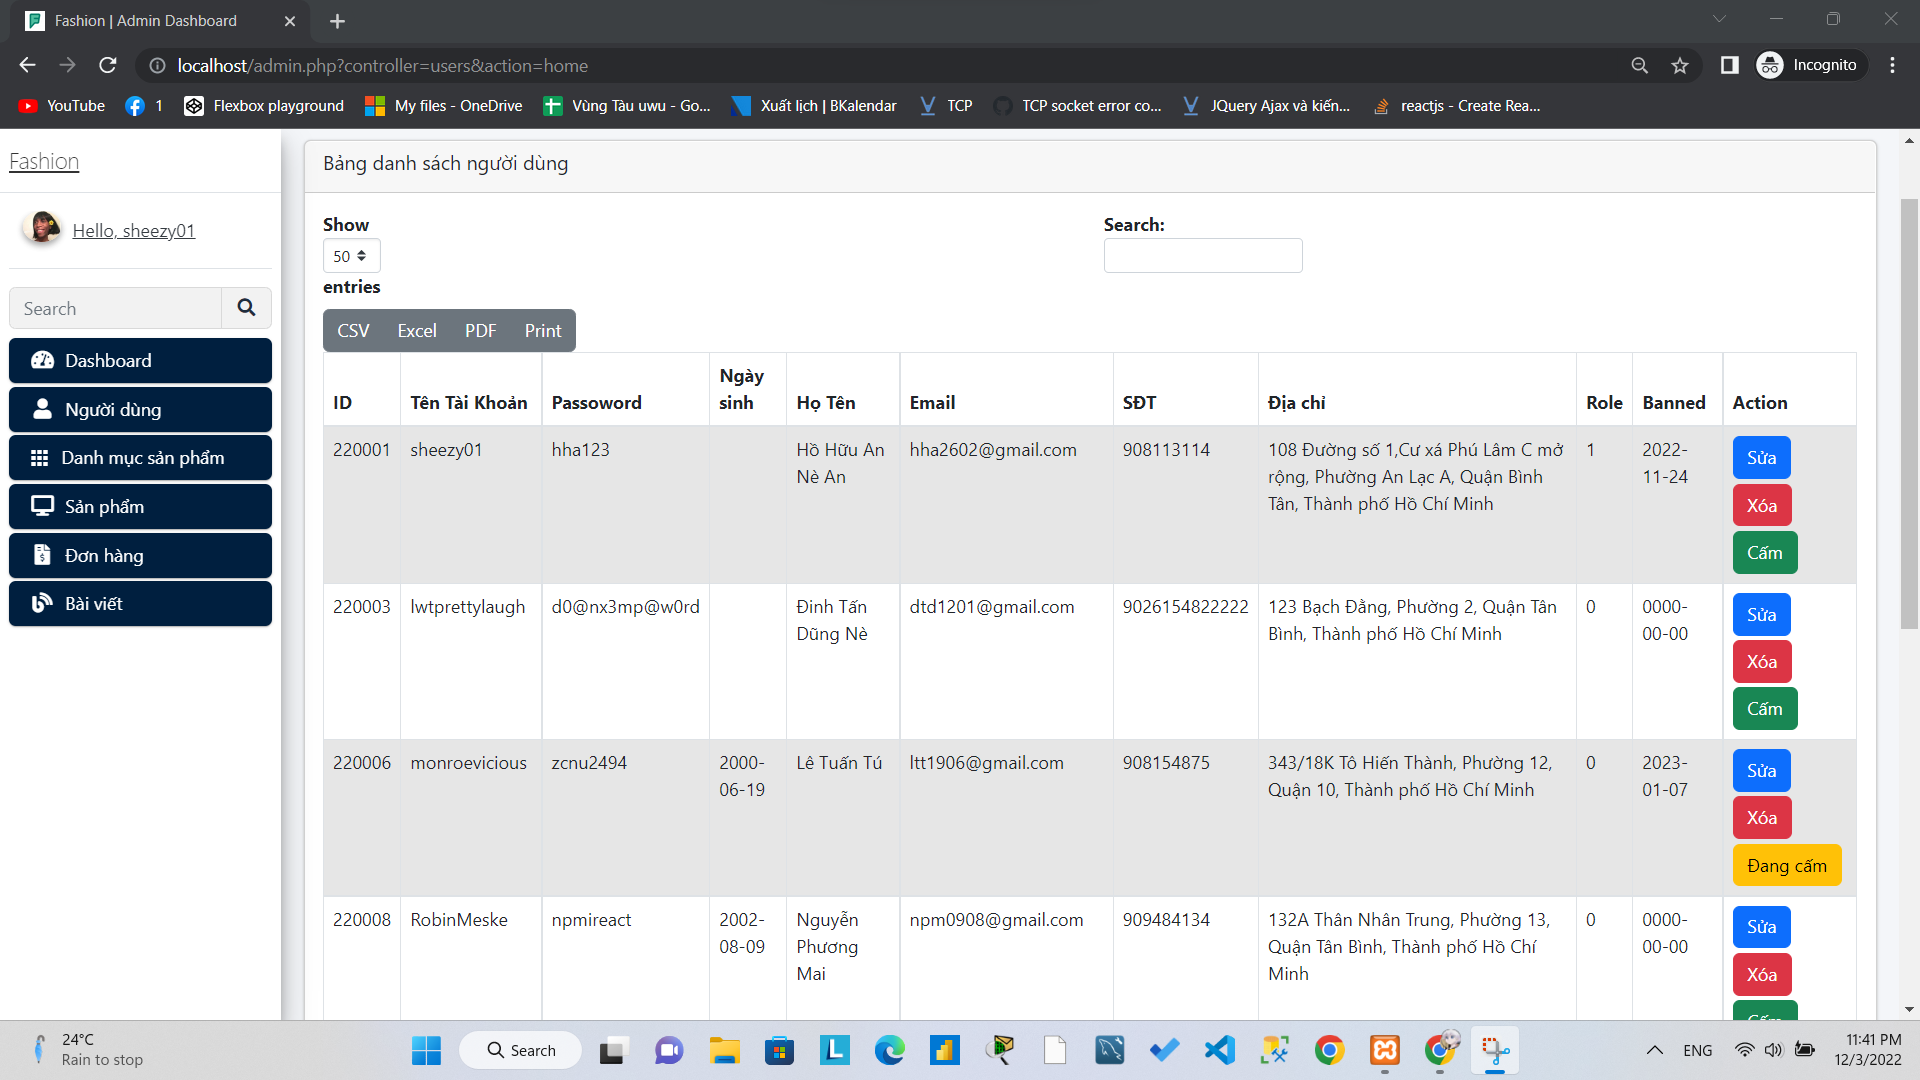 Fashion | Admin Dashboard
localhost/admin.php?controller=users&action=home
Incognito
YouTube
1
Flexbox playground
My files - OneDrive
Vùng Tàu uwu - Go...
Xuất lịch | BKalendar
TCP
TCP socket error co...
JQuery Ajax và kiến...
reactjs - Create Rea...
Fashion
Hello, sheezy01
Search
Dashboard
Người dùng
Danh mục sản phẩm
Sản phẩm
Đơn hàng
Bài viết
Bảng danh sách người dùng
Show
50
entries
Search:
CSV Excel PDF Print
ID Tên Tài Khoản Passoword Ngày sinh Họ Tên Email SĐT Địa chỉ Role Banned Action
220001 sheezy01 hha123 Hồ Hữu An hha2602@gmail.com 908113114 108 Đường số 1,Cư xá Phú Lâm C mở 1 2022-
Nè An rộng, Phường An Lạc A, Quận Bình 11-24
Tân, Thành phố Hồ Chí Minh
Sửa
Xóa
Cấm
220003 lwtprettylaugh d0@nx3mp@w0rd Đinh Tấn dtd1201@gmail.com 9026154822222 123 Bạch Đằng, Phường 2, Quận Tân 0 0000-
Dũng Nè Bình, Thành phố Hồ Chí Minh 00-00
Sửa
Xóa
Cấm
220006 monroevicious zcnu2494 2000- Lê Tuấn Tú ltt1906@gmail.com 908154875 343/18K Tô Hiến Thành, Phường 12, 0 2023-
06-19 Quận 10, Thành phố Hồ Chí Minh 01-07
Sửa
Xóa
Đang cấm
220008 RobinMeske npmireact 2002- Nguyễn npm0908@gmail.com 909484134 132A Thân Nhân Trung, Phường 13, 0 0000-
08-09 Phương Quận Tân Bình, Thành phố Hồ Chí 00-00
Mai Minh
Sửa
Xóa
Cấm
24°C
Rain to stop
Search
ENG
11:41 PM
12/3/2022